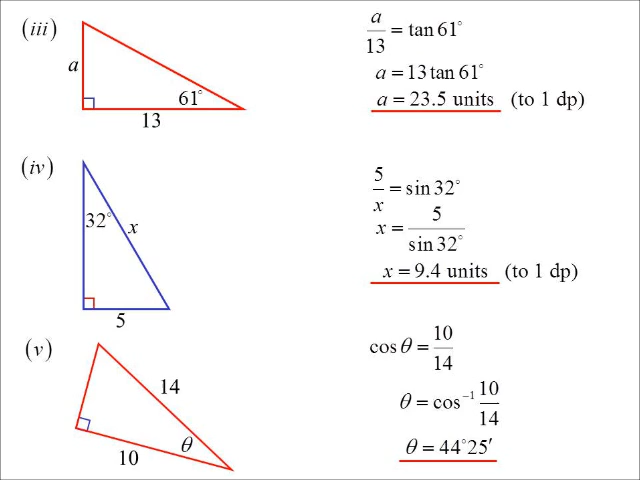 (iii)
a
61°
13
a/13 = tan 61°
a = 13 tan 61°
a = 23.5 units (to 1 dp)
(iv)
32°
x
5
5/x = sin 32°
x = 5/sin 32°
x = 9.4 units (to 1 dp)
(v)
14
θ
10
cos θ = 10/14
θ = cos⁻¹ 10/14
θ = 44°25′